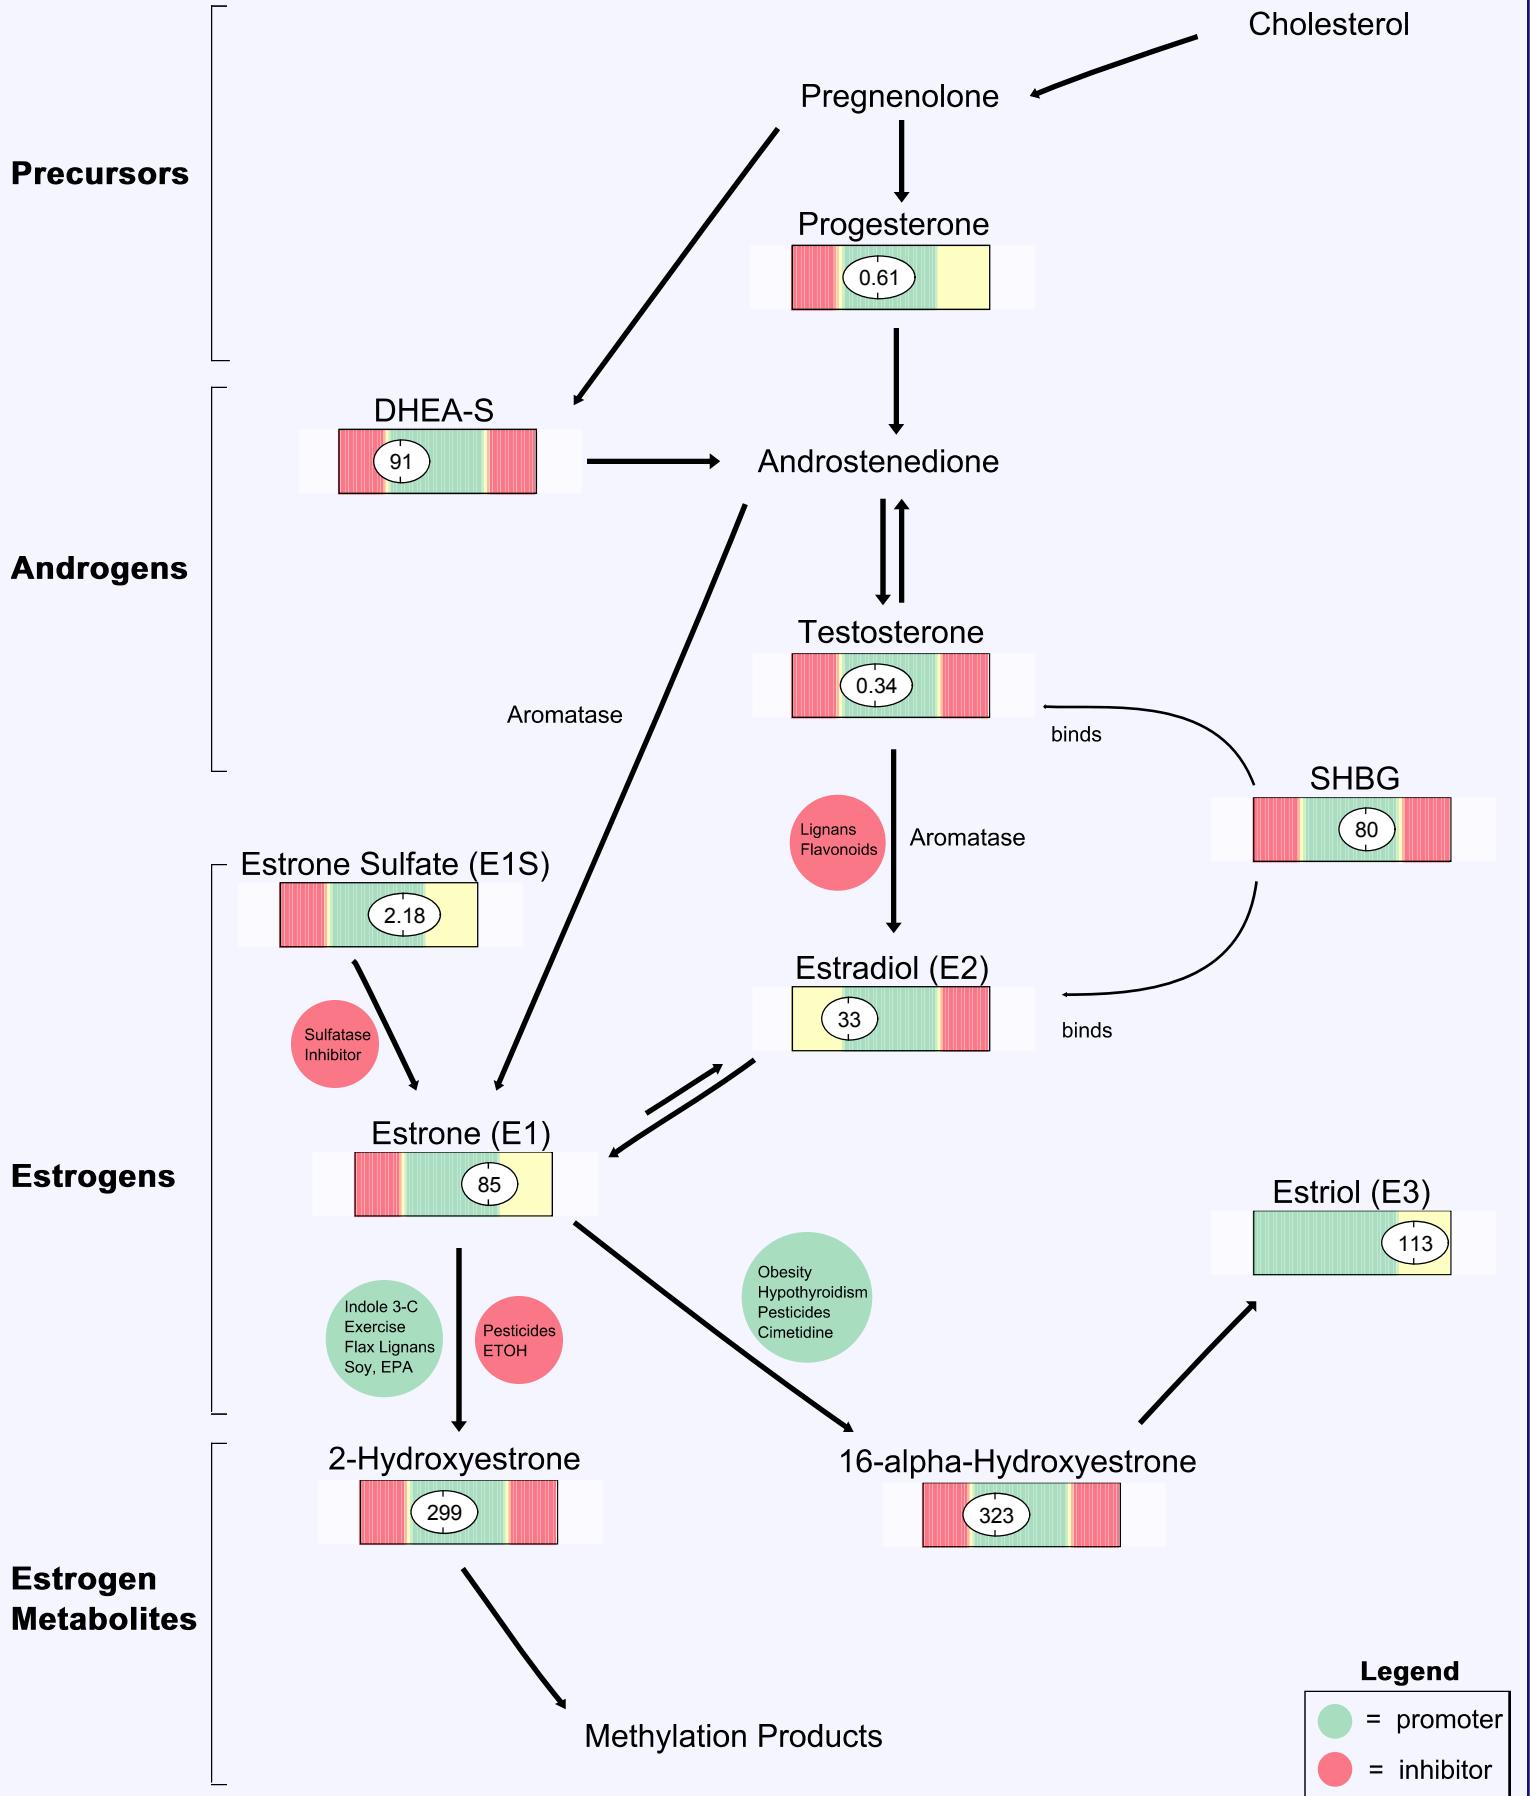 Cholesterol
Pregnenolone
Precursors
Progesterone
0.61
DHEA-S
91
Androstenedione
Androgens
Testosterone
0.34
Aromatase
binds
SHBG
80
Lignans
Flavonoids
Aromatase
Estrone Sulfate (E1S)
2.18
Estradiol (E2)
33
binds
Sulfatase
Inhibitor
Estrone (E1)
85
Estrogens
Estriol (E3)
113
Obesity
Hypothyroidism
Pesticides
Cimetidine
Indole 3-C
Exercise
Flax Lignans
Soy, EPA
Pesticides
ETOH
2-Hydroxyestrone
299
16-alpha-Hydroxyestrone
323
Estrogen
Metabolites
Methylation Products
Legend
= promoter
= inhibitor